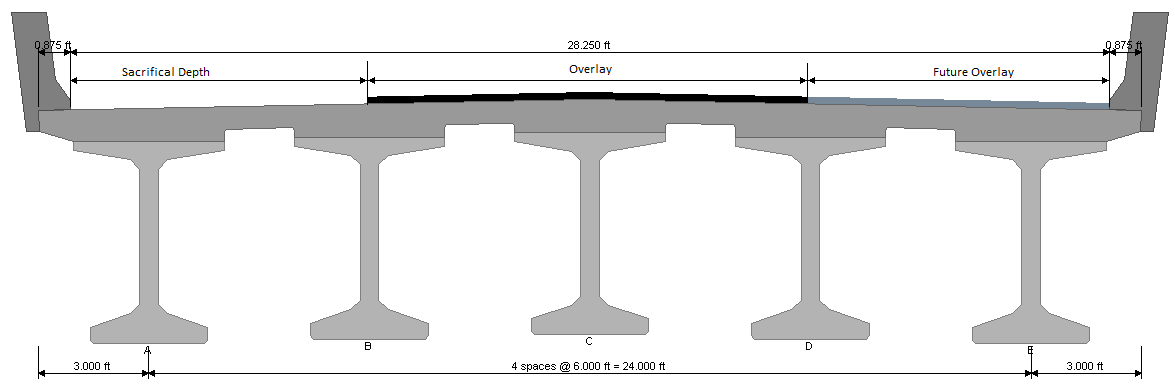 0.875 ft
28.250 ft
0.875 ft
Sacrifical Depth
Overlay
Future Overlay
A
B
C
D
E
3.000 ft
4 spaces @ 6.000 ft = 24.000 ft
3.000 ft